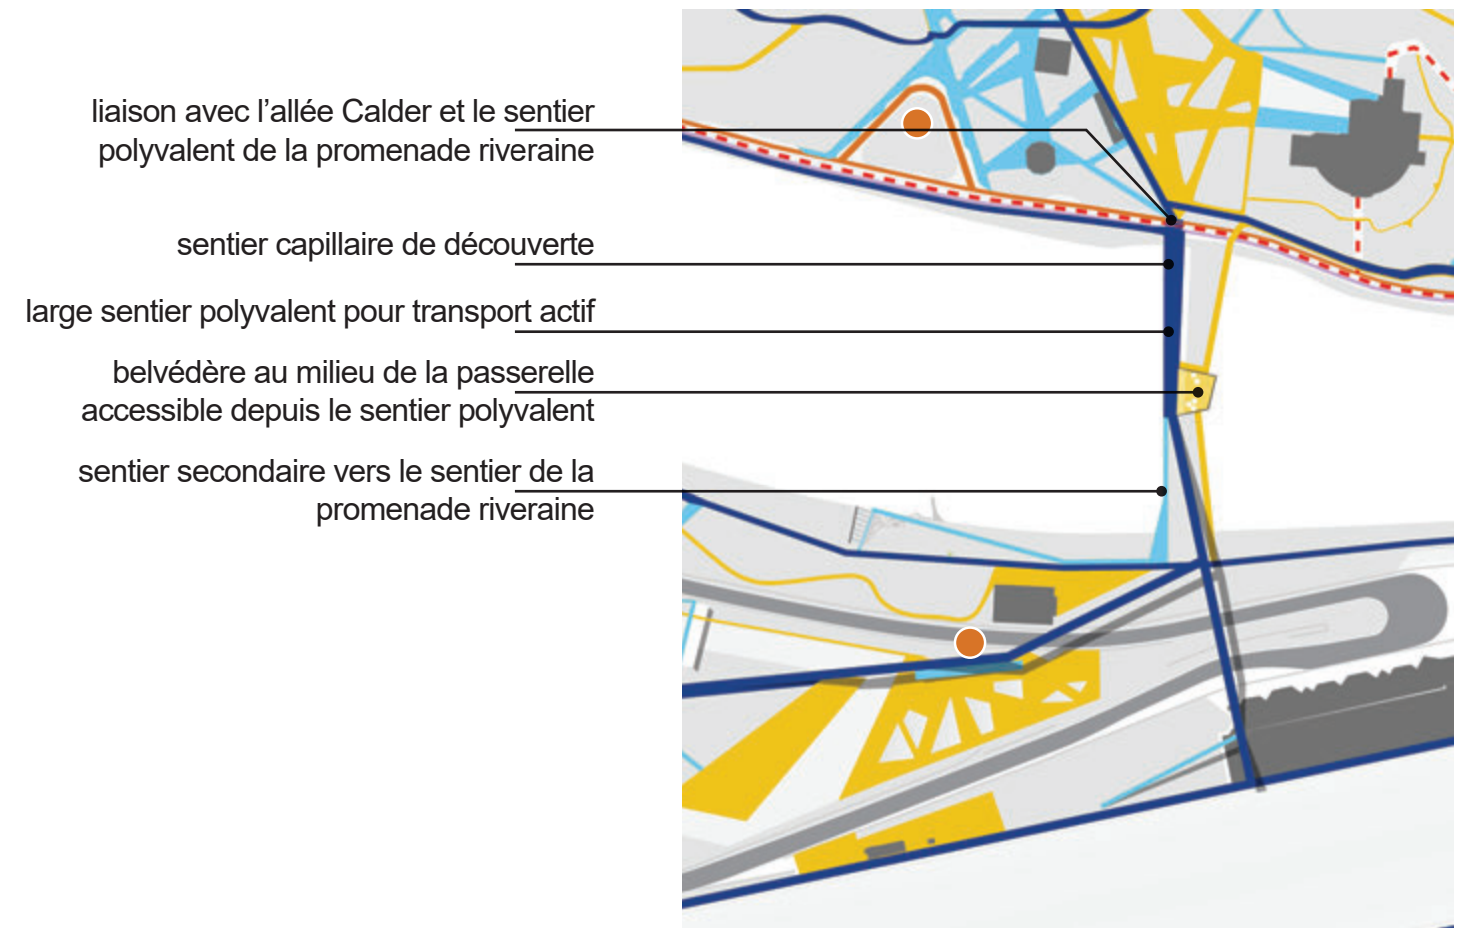 liaison avec l’allée Calder et le sentier
polyvalent de la promenade riveraine
sentier capillaire de découverte
large sentier polyvalent pour transport actif
belvédère au milieu de la passerelle
accessible depuis le sentier polyvalent
sentier secondaire vers le sentier de la
promenade riveraine